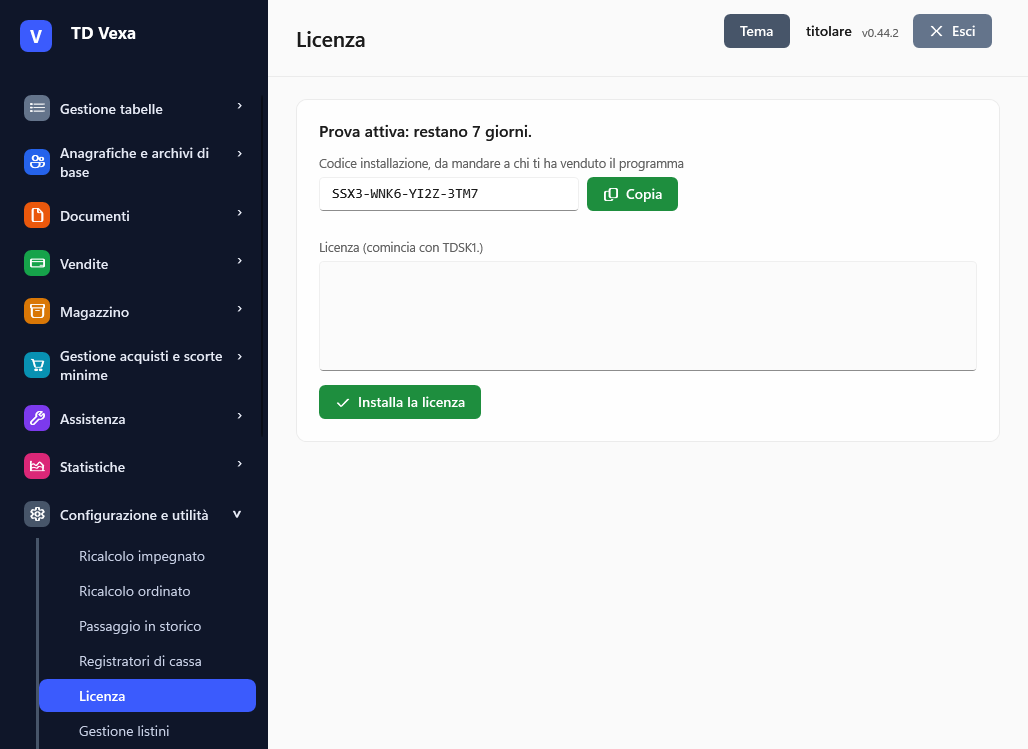 V
TD Vexa
Gestione tabelle
Anagrafiche e archivi di
base
Documenti
Vendite
Magazzino
Gestione acquisti e scorte
minime
Assistenza
Statistiche
Configurazione e utilità
Ricalcolo impegnato
Ricalcolo ordinato
Passaggio in storico
Registratori di cassa
Licenza
Gestione listini
Licenza
Tema
titolare
v0.44.2
Esci
Prova attiva: restano 7 giorni.
Codice installazione, da mandare a chi ti ha venduto il programma
SSX3-WNK6-YI2Z-3TM7
Copia
Licenza (comincia con TDSK1.)
Installa la licenza